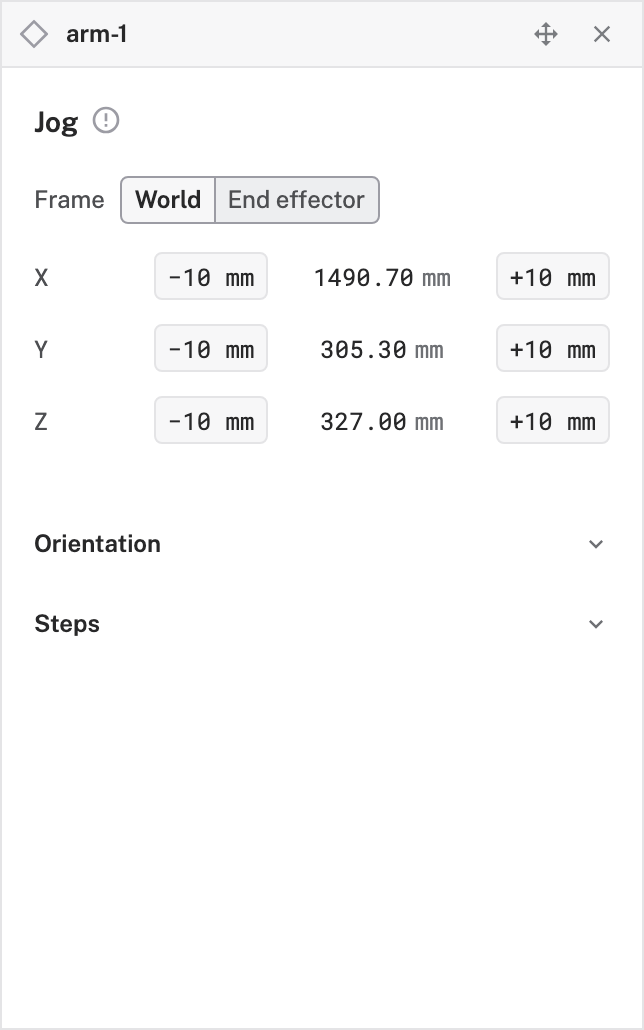 arm-1
Jog
Frame World End effector
X −10 mm 1490.70 mm +10 mm
Y −10 mm 305.30 mm +10 mm
Z −10 mm 327.00 mm +10 mm
Orientation
Steps